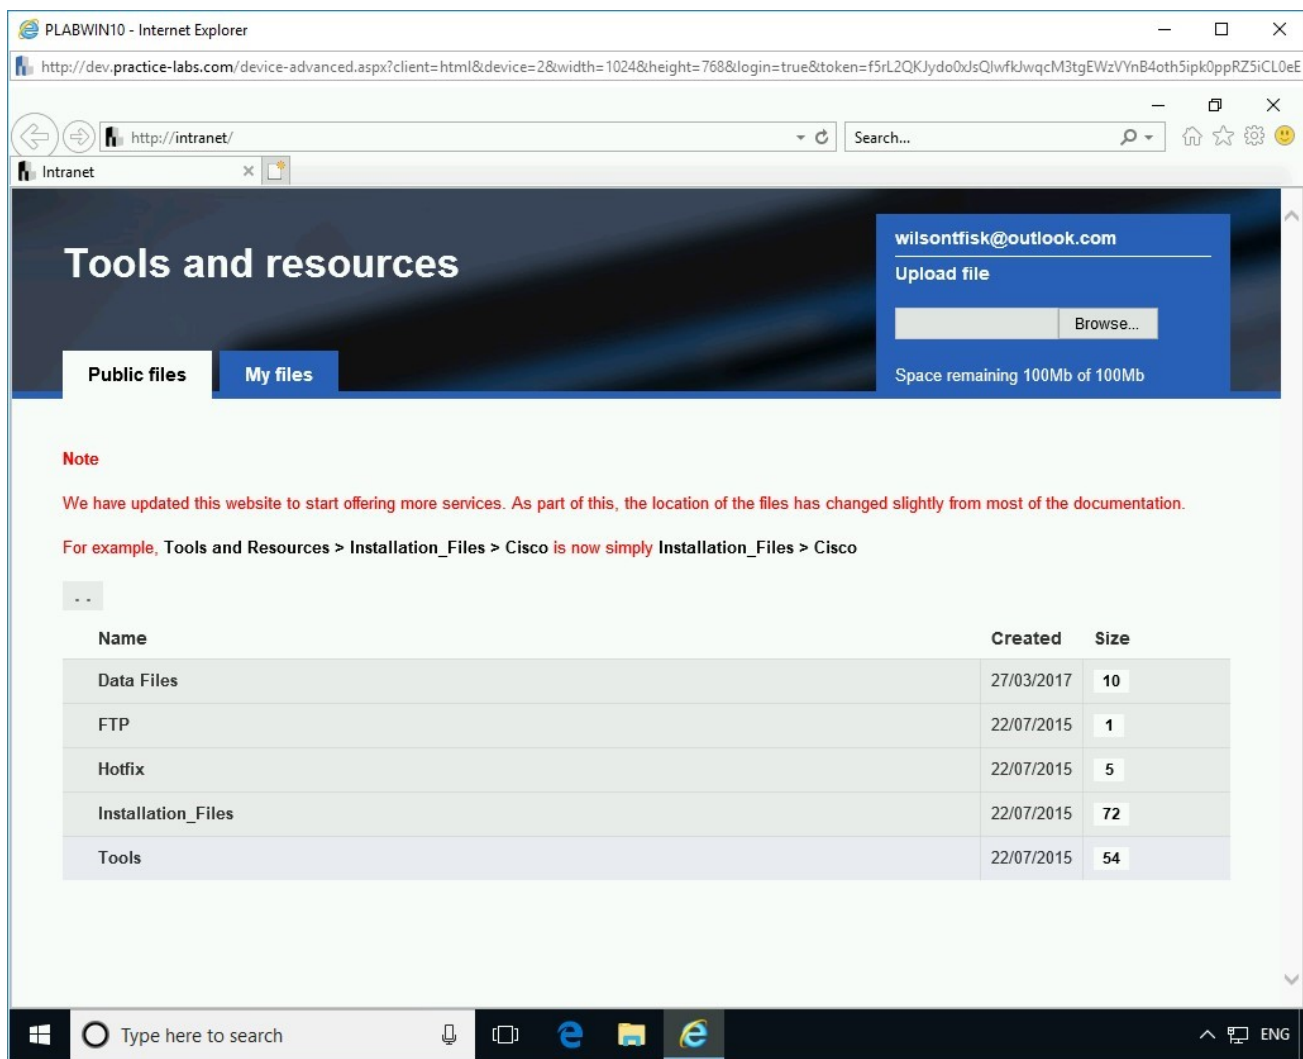 PLABWIN10 - Internet Explorer
http://dev.practice-labs.com/device-advanced.aspx?client=html&device=2&width=1024&height=768&login=true&token=f5rL2QKJydo0xJsQlwfkJwqcM3tgEWzVYnB4oth5ipk0ppRZ5iCL0eE
http://intranet/
Search...
Intranet
Tools and resources
wilsontfisk@outlook.com
Upload file
Browse...
Space remaining 100Mb of 100Mb
Public files My files
Note
We have updated this website to start offering more services. As part of this, the location of the files has changed slightly from most of the documentation.
For example, Tools and Resources > Installation_Files > Cisco is now simply Installation_Files > Cisco
. .
Name Created Size
Data Files 27/03/2017 10
FTP 22/07/2015 1
Hotfix 22/07/2015 5
Installation_Files 22/07/2015 72
Tools 22/07/2015 54
Type here to search
ENG